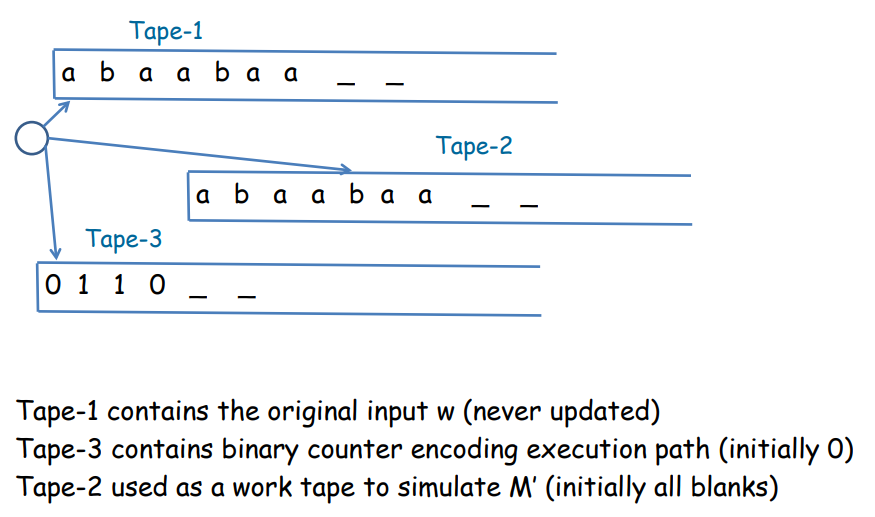 Tape-1
a b a a b a a _ _
Tape-2
a b a a b a a _ _
Tape-3
0 1 1 0 _ _
Tape-1 contains the original input w (never updated)
Tape-3 contains binary counter encoding execution path (initially 0)
Tape-2 used as a work tape to simulate M' (initially all blanks)